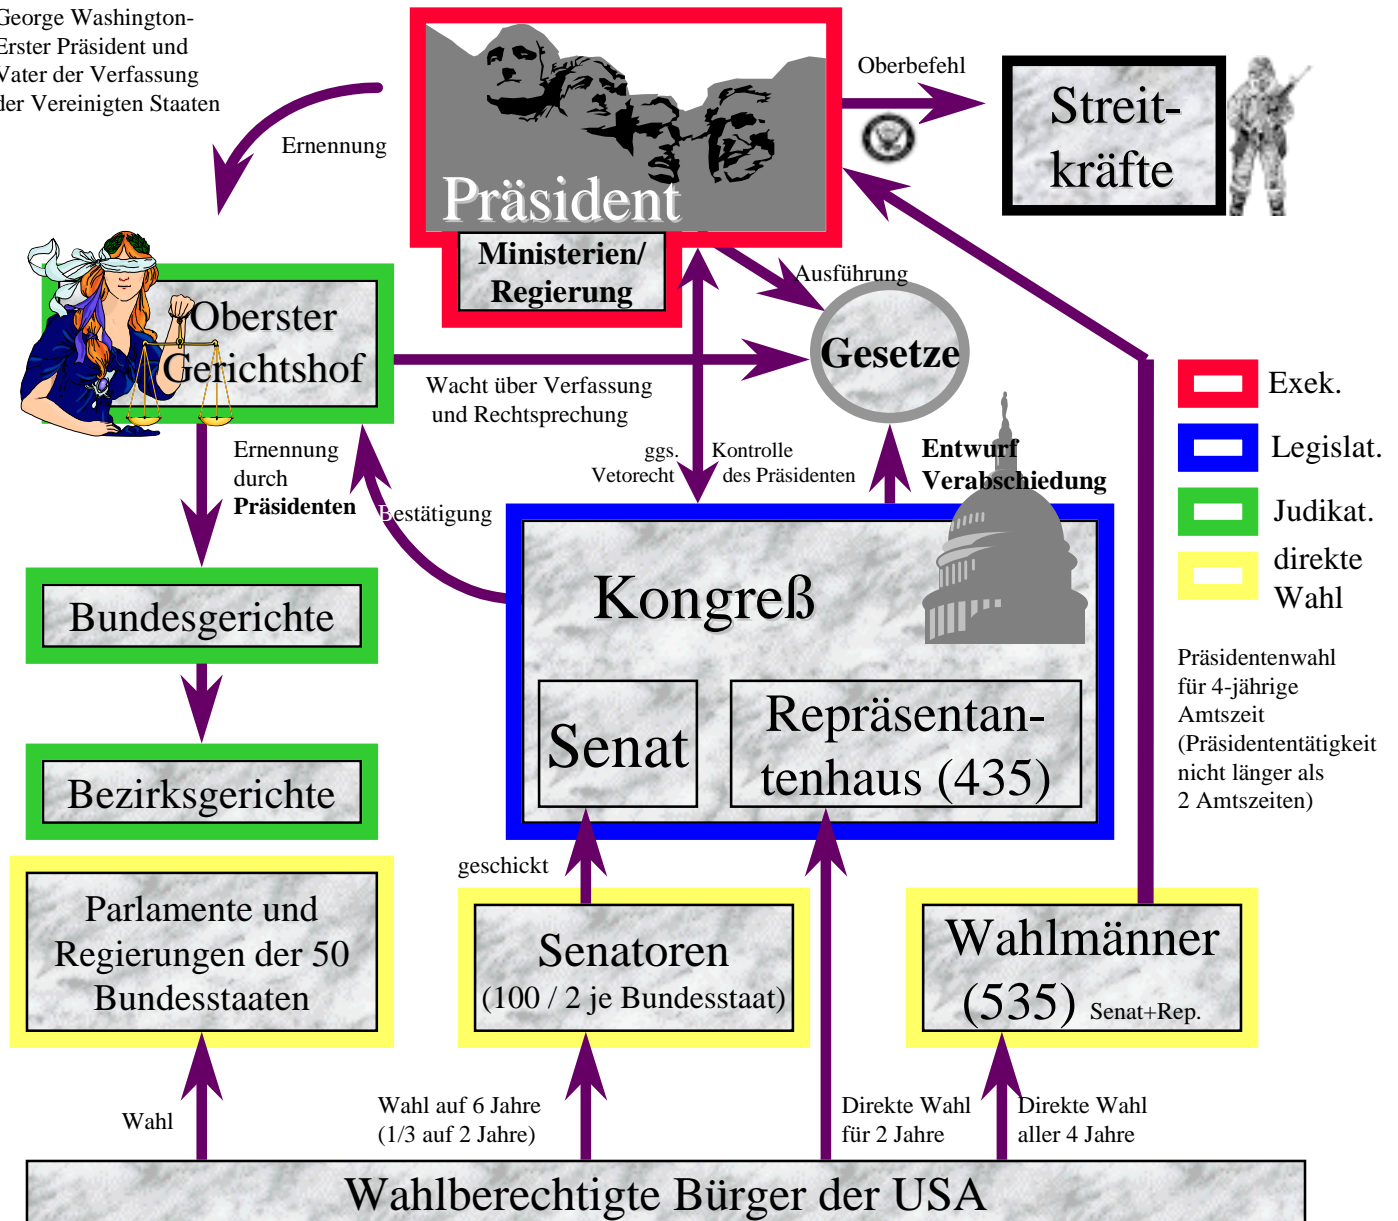 George Washington-
Erster Präsident und
Vater der Verfassung
der Vereinigten Staaten
Ernennung
Präsident
Ministerien/
Regierung
Oberbefehl
Streit-
kräfte
Ausführung
Gesetze
Oberster
Gerichtshof
Wacht über Verfassung
und Rechtsprechung
Ernennung
durch
Präsidenten
Bestätigung
ggs.
Vetorecht
Kontrolle
des Präsidenten
Entwurf
Verabschiedung
Exek.
Legislat.
Judikat.
direkte
Wahl
Kongreß
Senat
Repräsentan-
tenhaus (435)
Bundesgerichte
Bezirksgerichte
Präsidentenwahl
für 4-jährige
Amtszeit
(Präsidententätigkeit
nicht länger als
2 Amtszeiten)
geschickt
Parlamente und
Regierungen der 50
Bundesstaaten
Senatoren
(100 / 2 je Bundesstaat)
Wahlmänner
(535) Senat+Rep.
Wahl
Wahl auf 6 Jahre
(1/3 auf 2 Jahre)
Direkte Wahl
für 2 Jahre
Direkte Wahl
aller 4 Jahre
Wahlberechtigte Bürger der USA